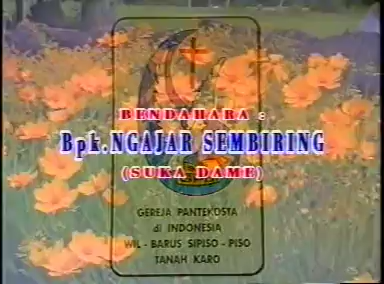 BENDAHARA :
Bpk.NGAJAR SEMBIRING
(SUKA DAME)
GEREJA PANTEKOSTA
di INDONESIA
WIL - BARUS SIPISO - PISO
TANAH KARO